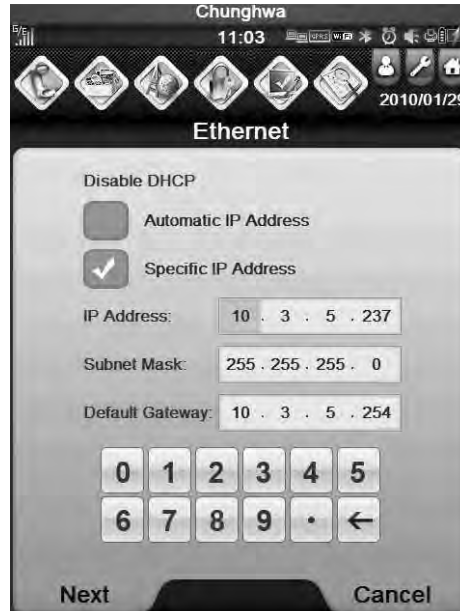 Chunghwa
11:03
GPRS WiFi
2010/01/29
Ethernet
Disable DHCP
Automatic IP Address
Specific IP Address
IP Address: 10 . 3 . 5 . 237
Subnet Mask: 255 . 255 . 255 . 0
Default Gateway: 10 . 3 . 5 . 254
0 1 2 3 4 5
6 7 8 9 · ←
Next Cancel